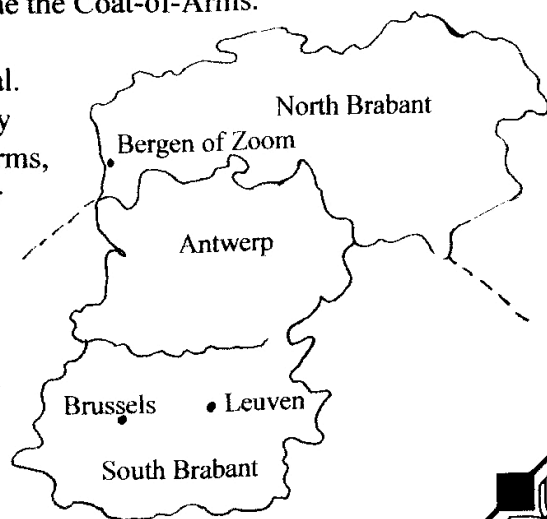 e the Coat-of-Arms.
al.
y
rms,
North Brabant
Bergen of Zoom
Antwerp
Brussels
Leuven
South Brabant